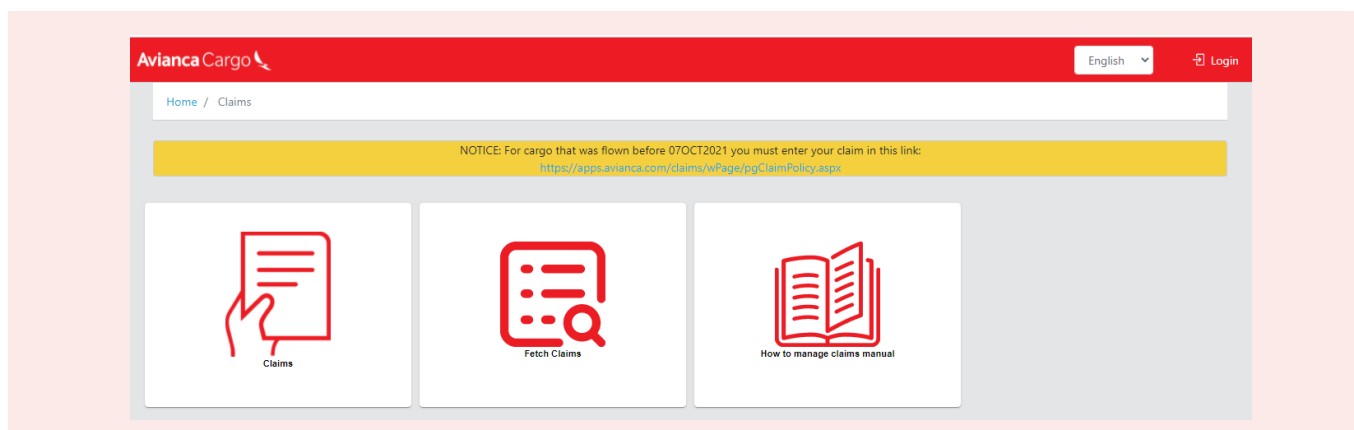 Avianca Cargo
English
Login
Home / Claims
NOTICE: For cargo that was flown before 07OCT2021 you must enter your claim in this link:
https://apps.avianca.com/claims/wPage/pgClaimPolicy.aspx
Claims
Fetch Claims
How to manage claims manual